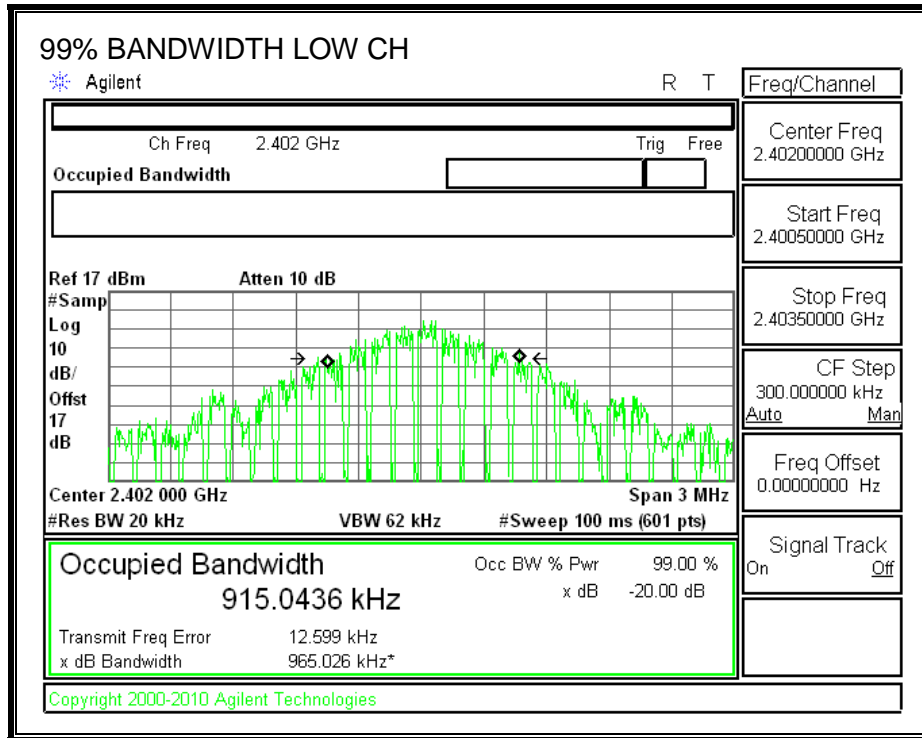 99% BANDWIDTH LOW CH
Agilent R T
Ch Freq 2.402 GHz Trig Free
Occupied Bandwidth
Ref 17 dBm Atten 10 dB
#Samp
Log
10
dB/
Offst
17
dB
Center 2.402 000 GHz Span 3 MHz
#Res BW 20 kHz VBW 62 kHz #Sweep 100 ms (601 pts)
Occupied Bandwidth
915.0436 kHz
Occ BW % Pwr 99.00 %
x dB -20.00 dB
Transmit Freq Error 12.599 kHz
x dB Bandwidth 965.026 kHz*
Copyright 2000-2010 Agilent Technologies
Freq/Channel
Center Freq
2.40200000 GHz
Start Freq
2.40050000 GHz
Stop Freq
2.40350000 GHz
CF Step
300.000000 kHz
Auto Man
Freq Offset
0.00000000 Hz
Signal Track
On Off